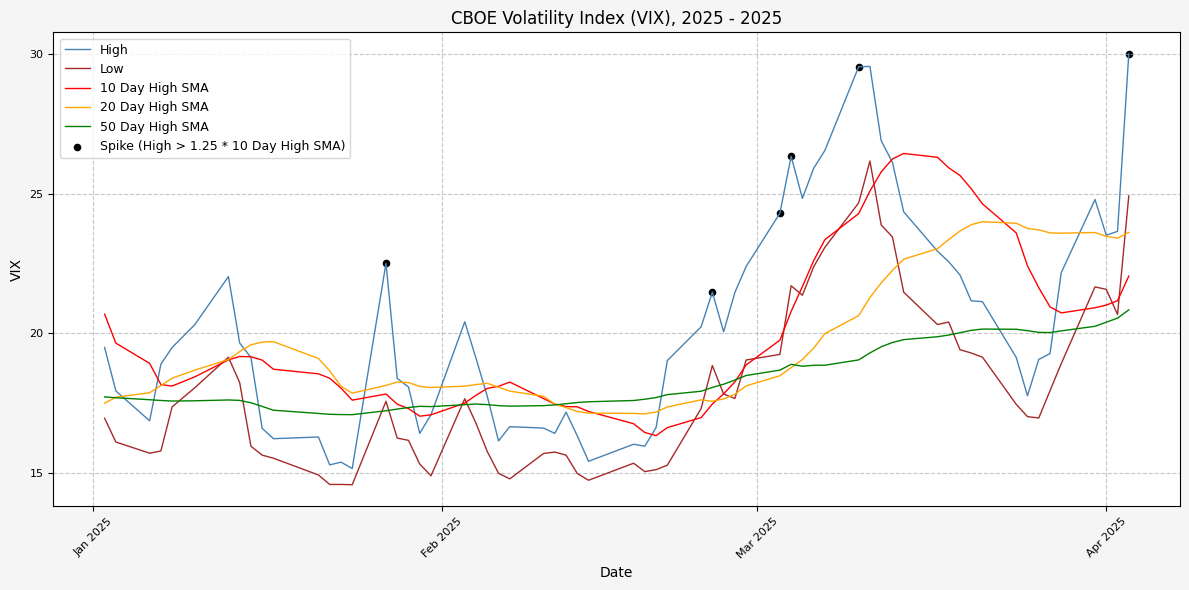 CBOE Volatility Index (VIX), 2025 - 2025
High
Low
10 Day High SMA
20 Day High SMA
50 Day High SMA
Spike (High > 1.25 * 10 Day High SMA)
VIX
30
25
20
15
Jan 2025
Feb 2025
Mar 2025
Apr 2025
Date